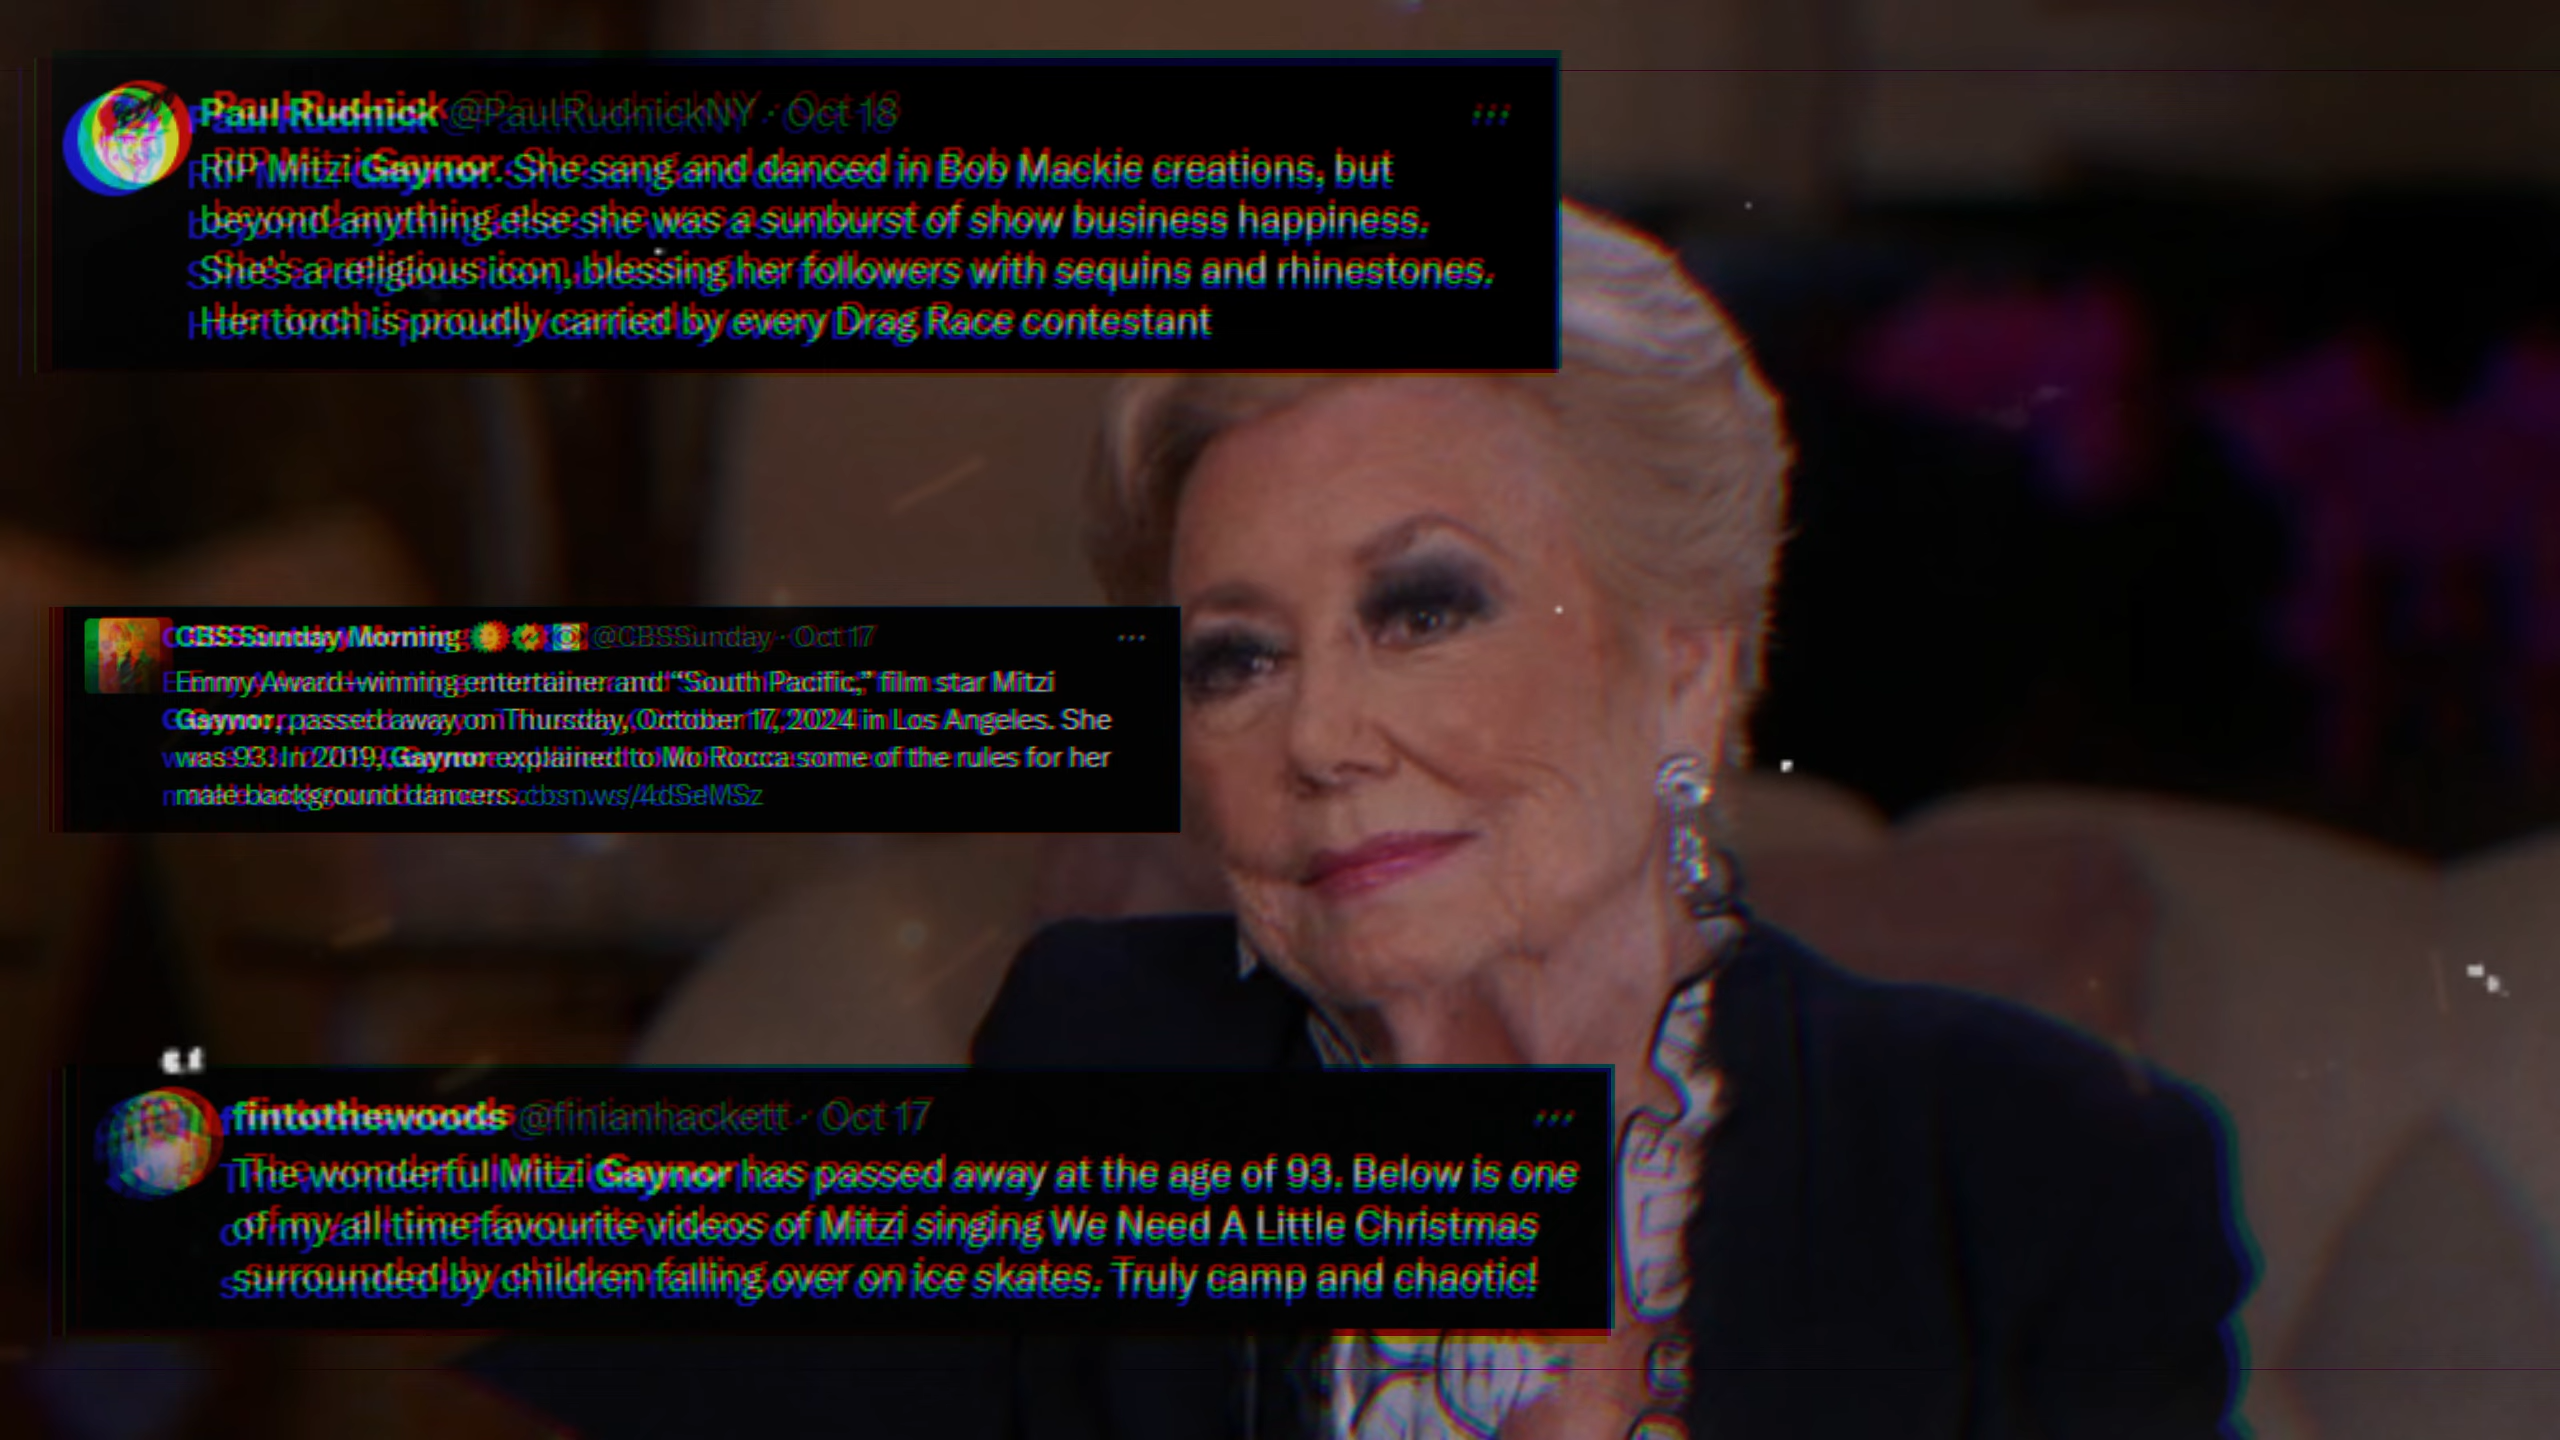 Paul Rudnick @PaulRudnickNY · Oct 18
RIP Mitzi Gaynor. She sang and danced in Bob Mackie creations, but
beyond anything else she was a sunburst of show business happiness.
She's a religious icon, blessing her followers with sequins and rhinestones.
Her torch is proudly carried by every Drag Race contestant
CBS Sunday Morning @CBSSunday · Oct 17
Emmy Award-winning entertainer and “South Pacific,” film star Mitzi
Gaynor, passed away on Thursday, October 17, 2024 in Los Angeles. She
was 93. In 2019, Gaynor explained to Mo Rocca some of the rules for her
male background dancers. cbsn.ws/4dSeMSz
fintothewoods @finianhackett · Oct 17
The wonderful Mitzi Gaynor has passed away at the age of 93. Below is one
of my all time favourite videos of Mitzi singing We Need A Little Christmas
surrounded by children falling over on ice skates. Truly camp and chaotic!